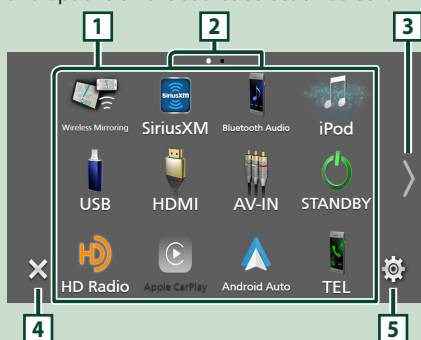 1 2 3
Wireless Mirroring SiriusXM Bluetooth Audio iPod
USB HDMI AV-IN STANDBY
HD Radio Apple CarPlay Android Auto TEL
4 5